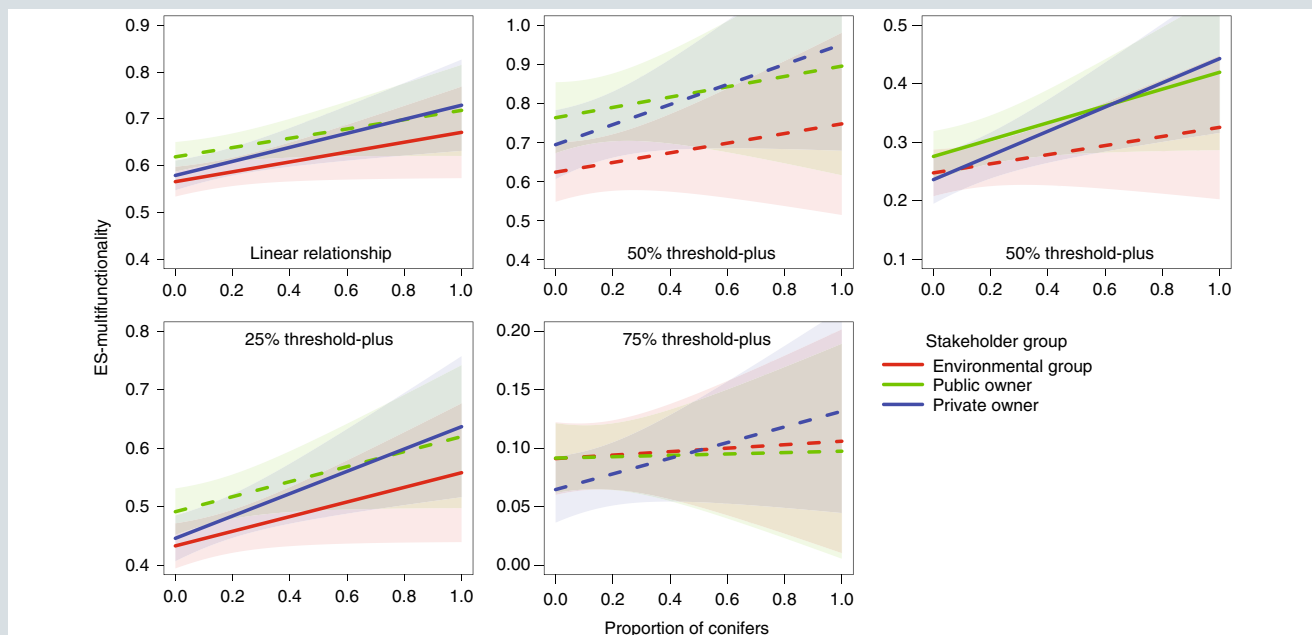 0.9
0.8
0.7
0.6
0.5
0.4
Linear relationship
0.0 0.2 0.4 0.6 0.8 1.0
1.0
0.9
0.8
0.7
0.6
0.5
0.4
50% threshold-plus
0.0 0.2 0.4 0.6 0.8 1.0
0.5
0.4
0.3
0.2
0.1
50% threshold-plus
0.0 0.2 0.4 0.6 0.8 1.0
ES-multifunctionality
25% threshold-plus
0.8
0.7
0.6
0.5
0.4
0.0 0.2 0.4 0.6 0.8 1.0
75% threshold-plus
0.20
0.15
0.10
0.05
0.00
0.0 0.2 0.4 0.6 0.8 1.0
Proportion of conifers
Stakeholder group
Environmental group
Public owner
Private owner